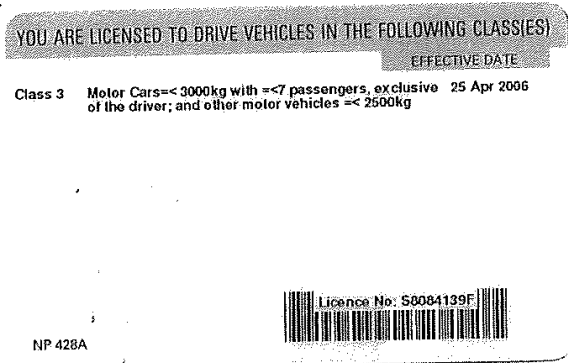 YOU ARE LICENSED TO DRIVE VEHICLES IN THE FOLLOWING CLASS(ES)
EFFECTIVE DATE
Class 3 Motor Cars=< 3000kg with =<7 passengers, exclusive 25 Apr 2006
of the driver; and other motor vehicles =< 2500kg
Licence No: S8084139F
NP 428A